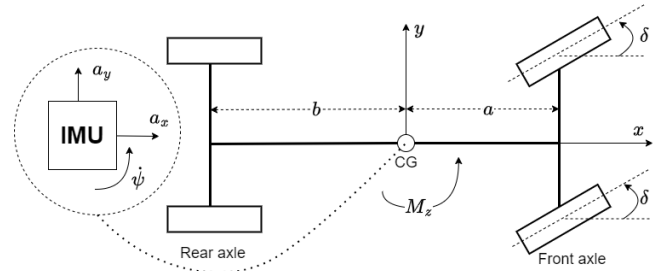 y
δ
a_y
b
a
IMU
a_x
x
CG
ψ̇
M_z
δ
Rear axle
Front axle